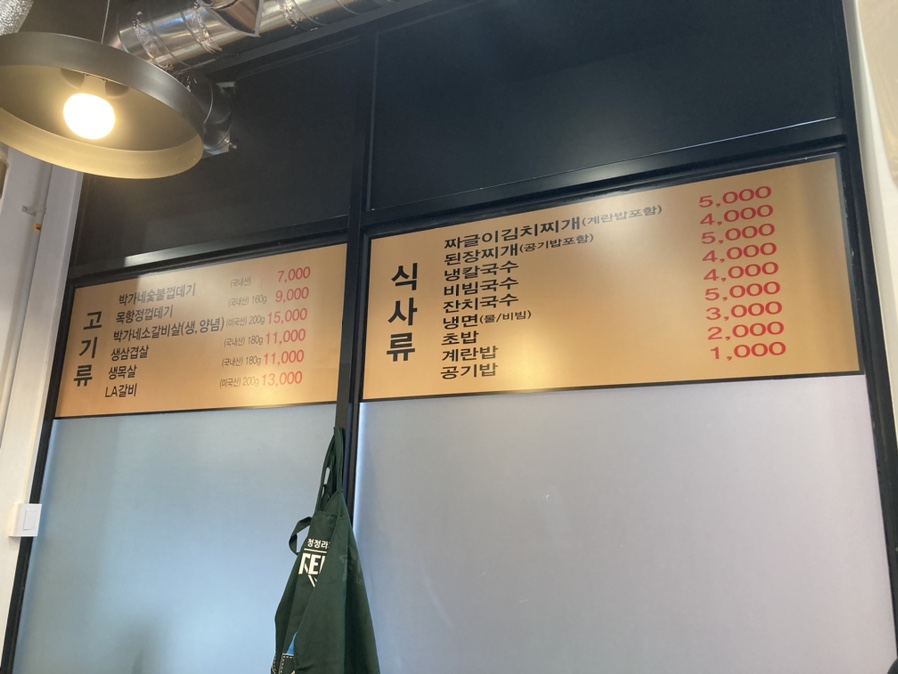 고기류
박가네숯불껍데기 (국내산) 7,000
목항정껍데기 (국내산) 160g 9,000
박가네소갈비살(생,양념) (미국산) 200g 15,000
생삼겹살 (국내산) 180g 11,000
생목살 (국내산) 180g 11,000
LA갈비 (미국산) 200g 13,000
식사류
짜글이김치찌개(계란밥포함) 5,000
된장찌개(공기밥포함) 4,000
냉칼국수 5,000
비빔국수 4,000
잔치국수 4,000
냉면(물/비빔) 5,000
초밥 3,000
계란밥 2,000
공기밥 1,000
청정라